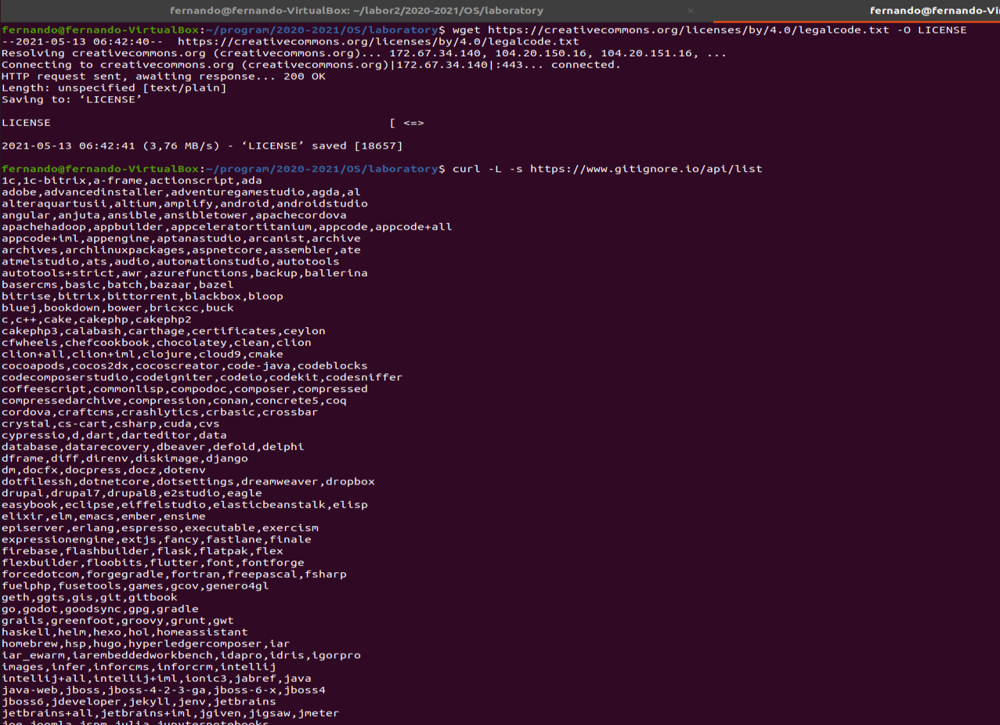 fernando@fernando-VirtualBox: ~/labor2/2020-2021/OS/laboratory × fernando@fernando-Vi
fernando@fernando-VirtualBox:~/program/2020-2021/OS/laboratory$ wget https://creativecommons.org/licenses/by/4.0/legalcode.txt -O LICENSE
--2021-05-13 06:42:40--  https://creativecommons.org/licenses/by/4.0/legalcode.txt
Resolving creativecommons.org (creativecommons.org)... 172.67.34.140, 104.20.150.16, 104.20.151.16, ...
Connecting to creativecommons.org (creativecommons.org)|172.67.34.140|:443... connected.
HTTP request sent, awaiting response... 200 OK
Length: unspecified [text/plain]
Saving to: ‘LICENSE’
LICENSE [ <=>
2021-05-13 06:42:41 (3,76 MB/s) - ‘LICENSE’ saved [18657]
fernando@fernando-VirtualBox:~/program/2020-2021/OS/laboratory$ curl -L -s https://www.gitignore.io/api/list
1c,1c-bitrix,a-frame,actionscript,ada
adobe,advancedinstaller,adventuregamestudio,agda,al
alteraquartusii,altium,amplify,android,androidstudio
angular,anjuta,ansible,ansibletower,apachecordova
apachehadoop,appbuilder,appceleratortitanium,appcode,appcode+all
appcode+iml,appengine,aptanastudio,arcanist,archive
archives,archlinuxpackages,aspnetcore,assembler,ate
atmelstudio,ats,audio,automationstudio,autotools
autotools+strict,awr,azurefunctions,backup,ballerina
basercms,basic,batch,bazaar,bazel
bitrise,bitrix,bittorrent,blackbox,bloop
bluej,bookdown,bower,bricxcc,buck
c,c++,cake,cakephp,cakephp2
cakephp3,calabash,carthage,certificates,ceylon
cfwheels,chefcookbook,chocolatey,clean,clion
clion+all,clion+iml,clojure,cloud9,cmake
cocoapods,cocos2dx,cocoscreator,code-java,codeblocks
codecomposerstudio,codeigniter,codeio,codekit,codesniffer
coffeescript,commonlisp,compodoc,composer,compressed
compressedarchive,compression,conan,concrete5,coq
cordova,craftcms,crashlytics,crbasic,crossbar
crystal,cs-cart,csharp,cuda,cvs
cypressio,d,dart,darteditor,data
database,datarecovery,dbeaver,defold,delphi
dframe,diff,direnv,diskimage,django
dm,docfx,docpress,docz,dotenv
dotfilessh,dotnetcore,dotsettings,dreamweaver,dropbox
drupal,drupal7,drupal8,e2studio,eagle
easybook,eclipse,eiffelstudio,elasticbeanstalk,elisp
elixir,elm,emacs,ember,ensime
episerver,erlang,espresso,executable,exercism
expressionengine,extjs,fancy,fastlane,finale
firebase,flashbuilder,flask,flatpak,flex
flexbuilder,floobits,flutter,font,fontforge
forcedotcom,forgegradle,fortran,freepascal,fsharp
fuelphp,fusetools,games,gcov,genero4gl
geth,ggts,gis,git,gitbook
go,godot,goodsync,gpg,gradle
grails,greenfoot,groovy,grunt,gwt
haskell,helm,hexo,hol,homeassistant
homebrew,hsp,hugo,hyperledgercomposer,iar
iar_ewarm,iarembeddedworkbench,idapro,idris,igorpro
images,infer,inforcms,inforcrm,intellij
intellij+all,intellij+iml,ionic3,jabref,java
java-web,jboss,jboss-4-2-3-ga,jboss-6-x,jboss4
jboss6,jdeveloper,jekyll,jenv,jetbrains
jetbrains+all,jetbrains+iml,jgiven,jigsaw,jmeter
joe,joomla,jspm,julia,jupyternotebooks